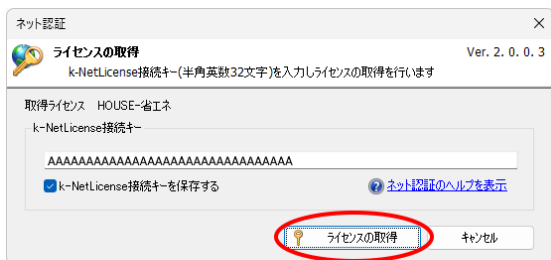 ネット認証
ライセンスの取得
Ver. 2. 0. 0. 3
k-NetLicense接続キー(半角英数32文字)を入力しライセンスの取得を行います
取得ライセンス HOUSE-省エネ
k-NetLicense接続キー
AAAAAAAAAAAAAAAAAAAAAAAAAAAAAAAA
k-NetLicense接続キーを保存する
ネット認証のヘルプを表示
ライセンスの取得
キャンセル